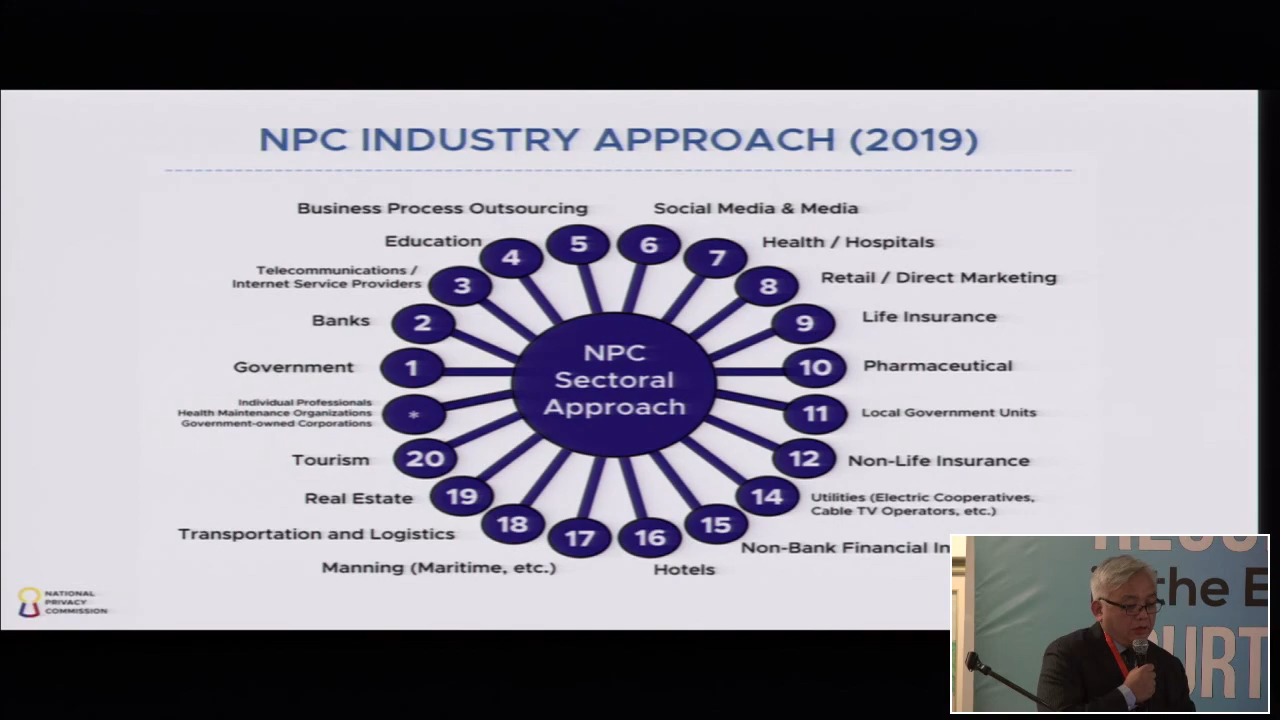 NPC INDUSTRY APPROACH (2019)
Business Process Outsourcing
Social Media & Media
Education
5
6
Health / Hospitals
4
7
Telecommunications /
Internet Service Providers
3
8
Retail / Direct Marketing
Banks
2
9
Life Insurance
Government
1
NPC
Sectoral
Approach
10
Pharmaceutical
Individual Professionals
Health Maintenance Organizations
Government-owned Corporations
*
11
Local Government Units
Tourism
20
12
Non-Life Insurance
Real Estate
19
14
Utilities (Electric Cooperatives,
Cable TV Operators, etc.)
Transportation and Logistics
18
15
Non-Bank Financial
17
16
Manning (Maritime, etc.)
Hotels
NATIONAL
PRIVACY
COMMISSION
the